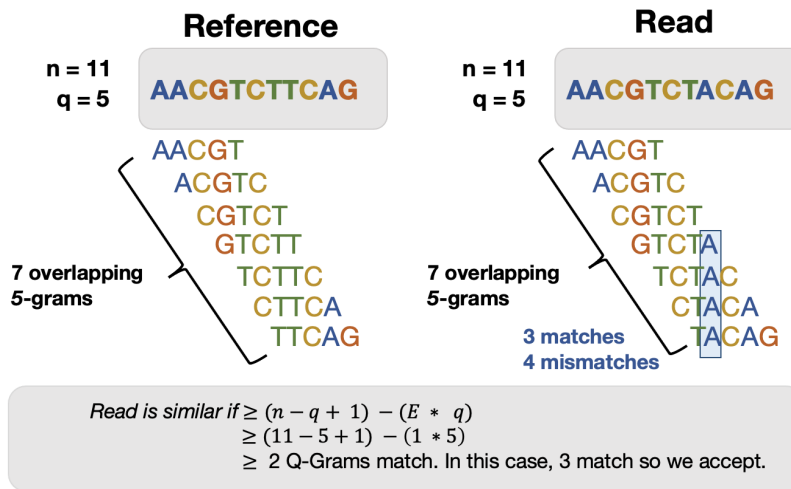 Reference
n = 11
q = 5
AACGTCTTCAG
AACGT
ACGTC
CGTCT
GTCTT
TCTTC
CTTCA
TTCAG
7 overlapping
5-grams
Read
n = 11
q = 5
AACGTCTACAG
AACGT
ACGTC
CGTCT
GTCTA
TCTAC
CTACA
TACAG
7 overlapping
5-grams
3 matches
4 mismatches
Read is similar if ≥ (n − q + 1) − (E * q)
≥ (11 − 5 + 1) − (1 * 5)
≥ 2 Q-Grams match. In this case, 3 match so we accept.